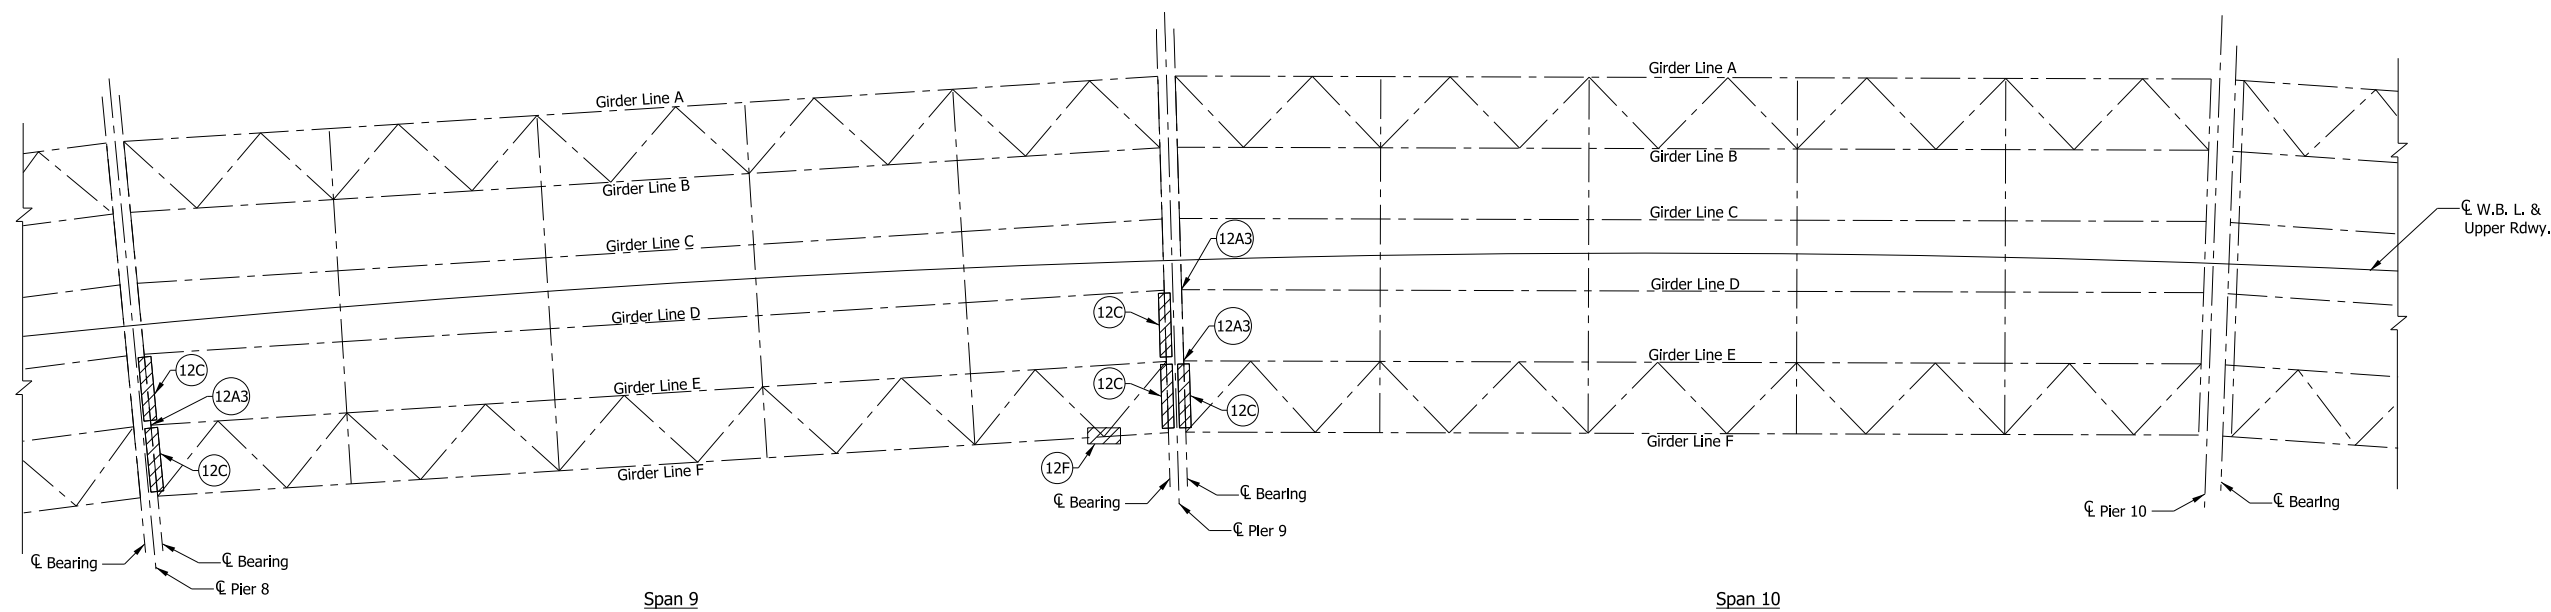 Girder Line A
Girder Line B
Girder Line C
Girder Line D
Girder Line E
Girder Line F
12C
12A3
12C
12C
12C
12F
12A3
12A3
12C
Girder Line A
Girder Line B
Girder Line C
Girder Line D
Girder Line E
Girder Line F
℄ W.B. L. &
Upper Rdwy.
℄ Bearing
℄ Bearing
℄ Pier 8
℄ Bearing
℄ Bearing
℄ Pier 9
℄ Pier 10
℄ Bearing
Span 9
Span 10